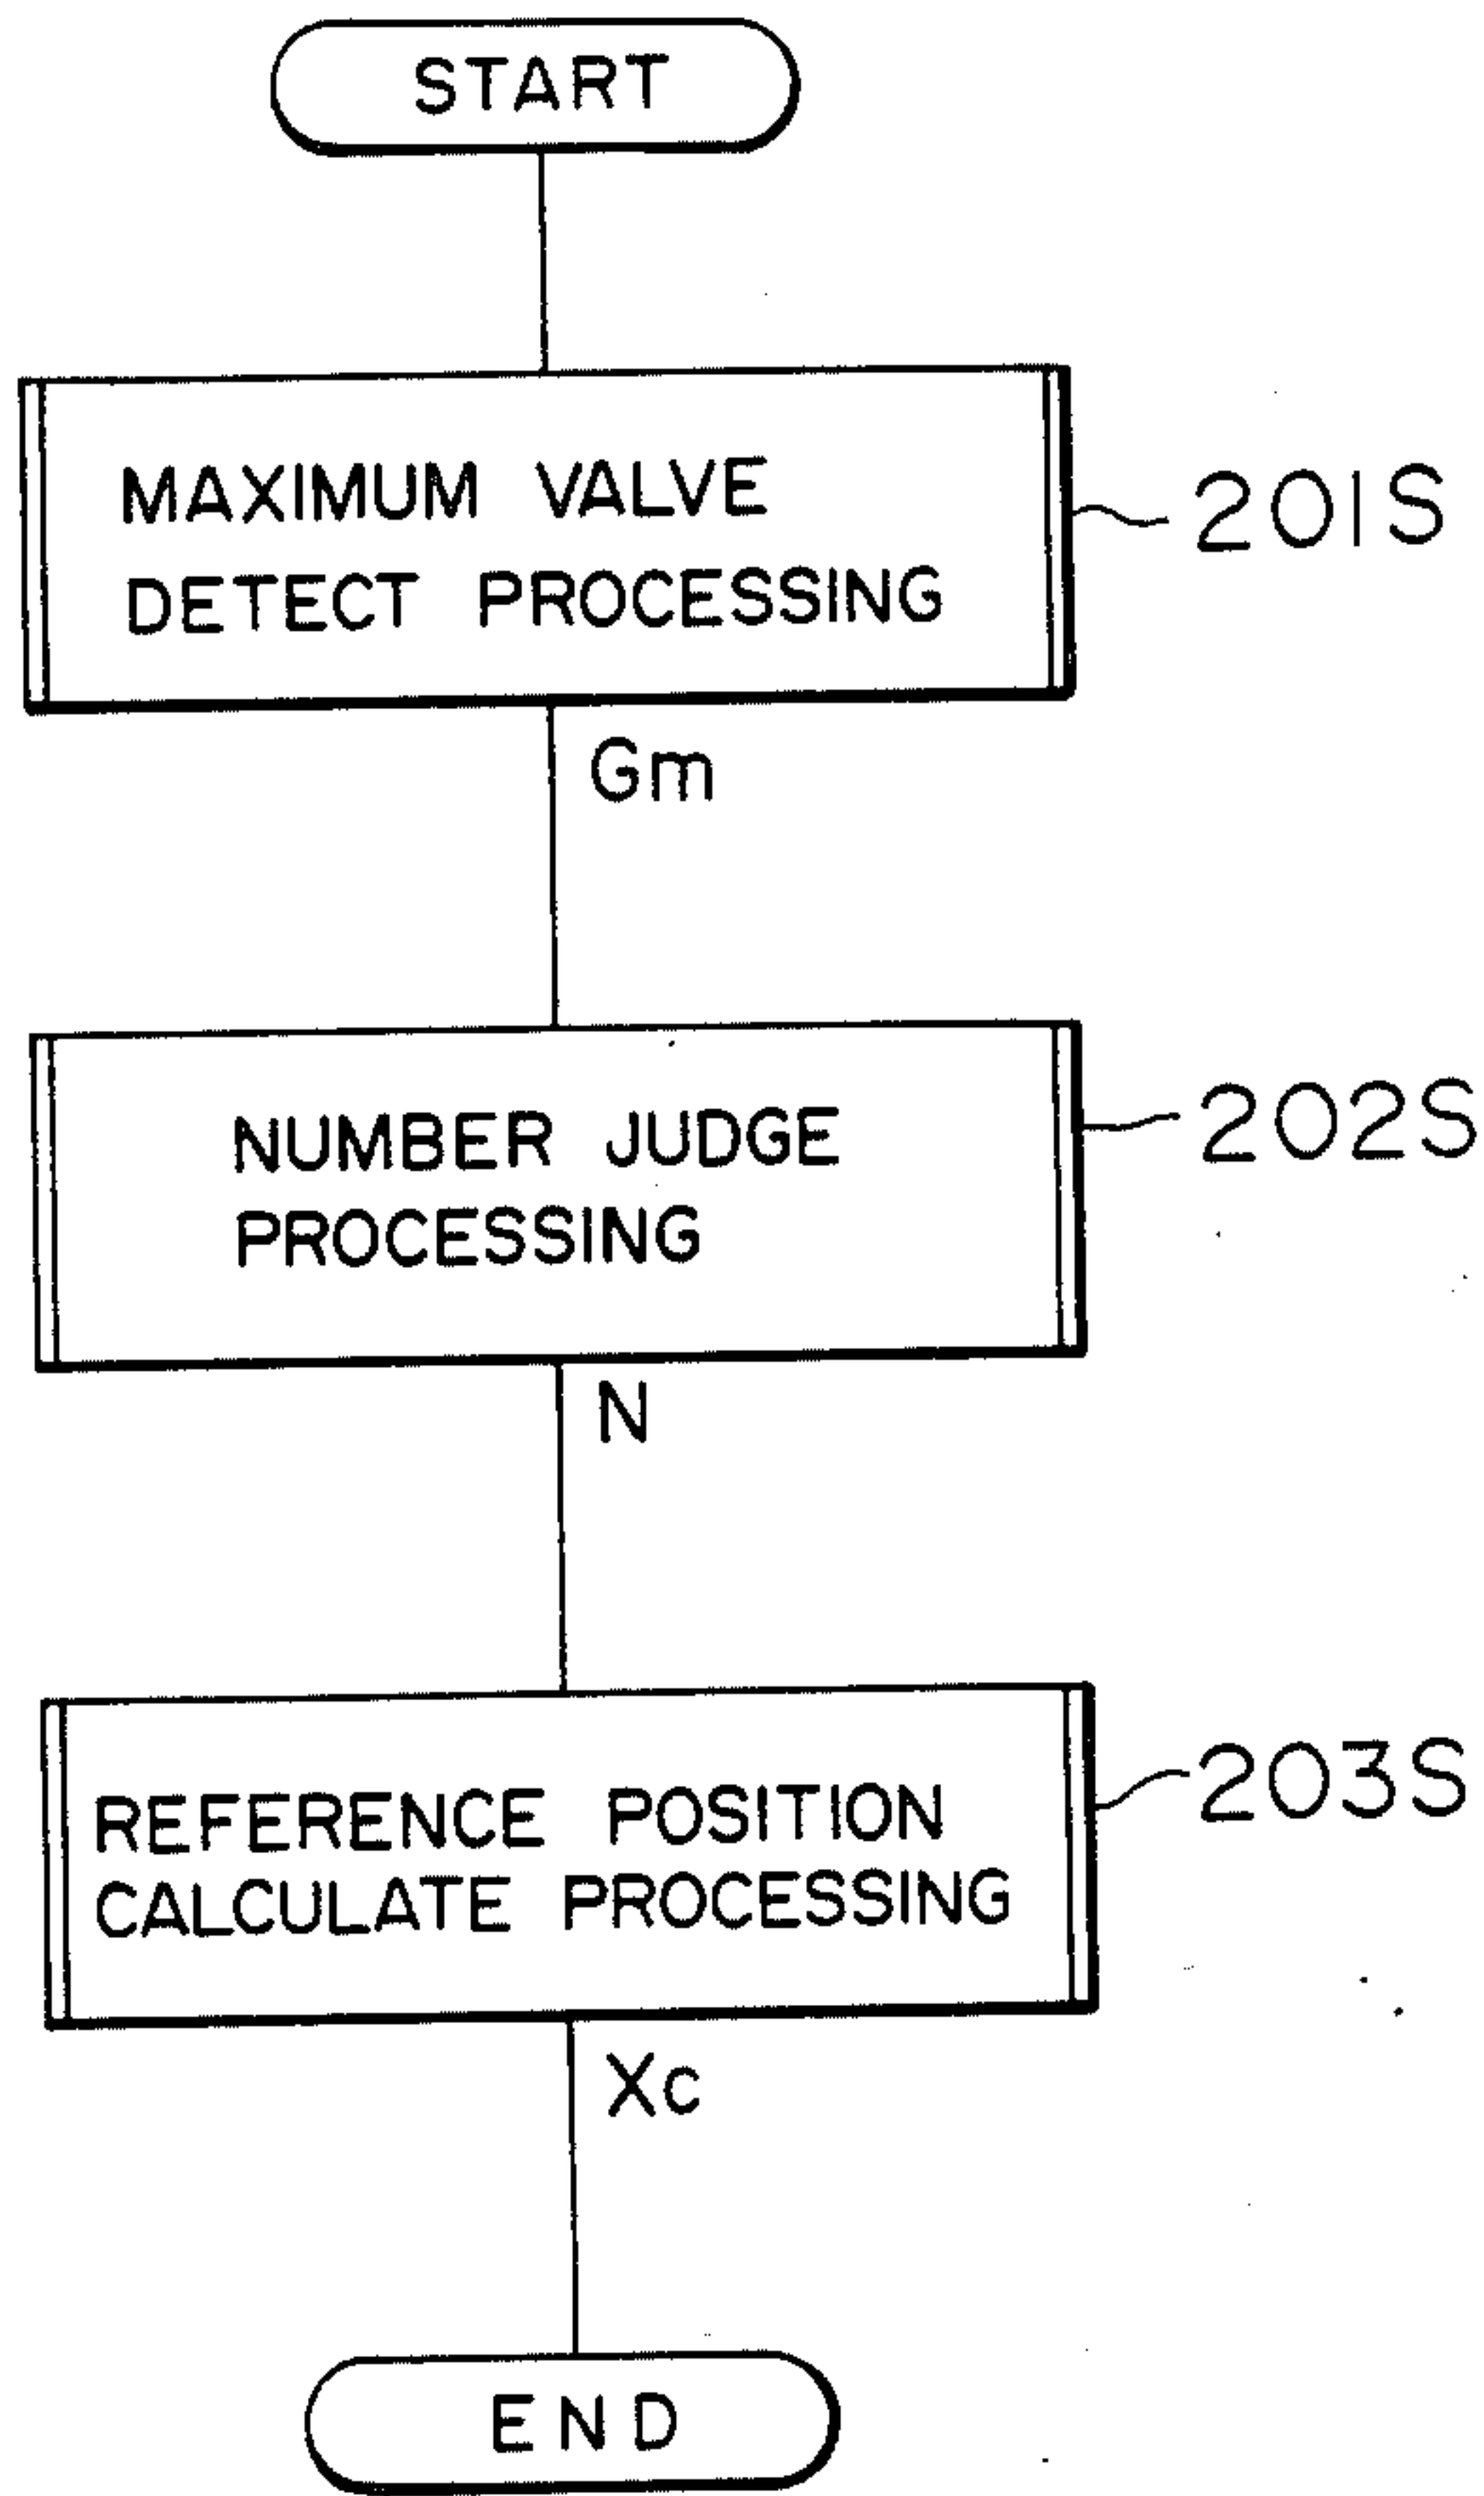 START
MAXIMUM VALVE
DETECT PROCESSING
201S
Gm
NUMBER JUDGE
PROCESSING
202S
N
REFERENCE POSITION
CALCULATE PROCESSING
203S
Xc
END